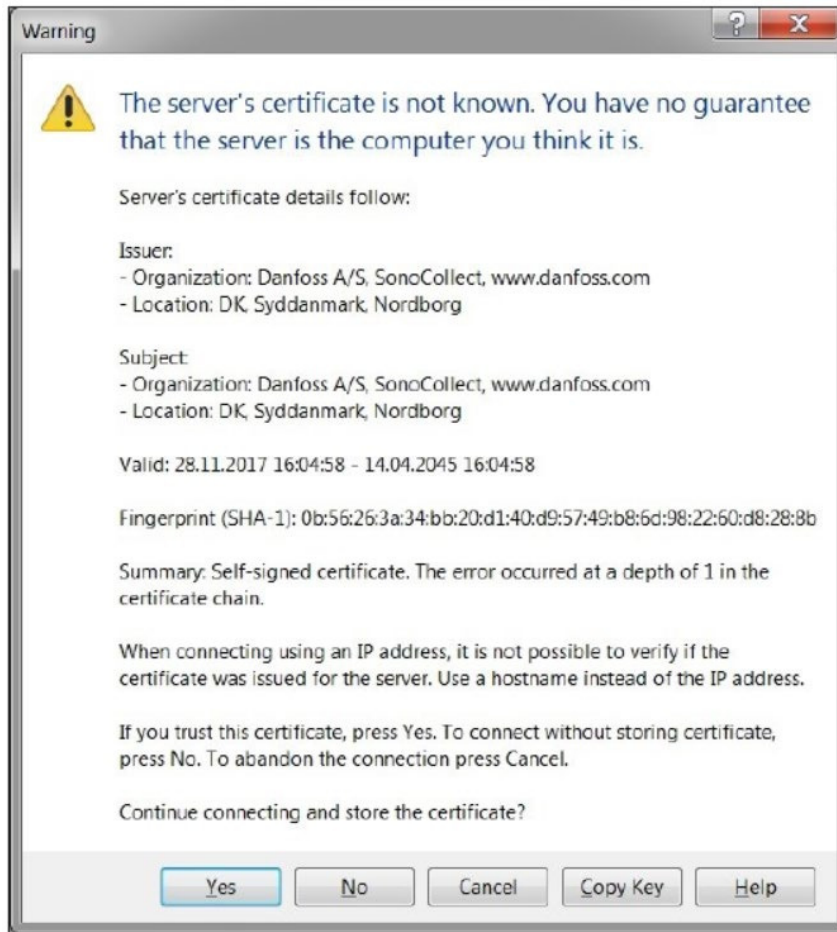 Warning
?
X
The server's certificate is not known. You have no guarantee
that the server is the computer you think it is.
Server's certificate details follow:
Issuer:
- Organization: Danfoss A/S, SonoCollect, www.danfoss.com
- Location: DK, Syddanmark, Nordborg
Subject:
- Organization: Danfoss A/S, SonoCollect, www.danfoss.com
- Location: DK, Syddanmark, Nordborg
Valid: 28.11.2017 16:04:58 - 14.04.2045 16:04:58
Fingerprint (SHA-1): 0b:56:26:3a:34:bb:20:d1:40:d9:57:49:b8:6d:98:22:60:d8:28:8b
Summary: Self-signed certificate. The error occurred at a depth of 1 in the
certificate chain.
When connecting using an IP address, it is not possible to verify if the
certificate was issued for the server. Use a hostname instead of the IP address.
If you trust this certificate, press Yes. To connect without storing certificate,
press No. To abandon the connection press Cancel.
Continue connecting and store the certificate?
Yes No Cancel Copy Key Help